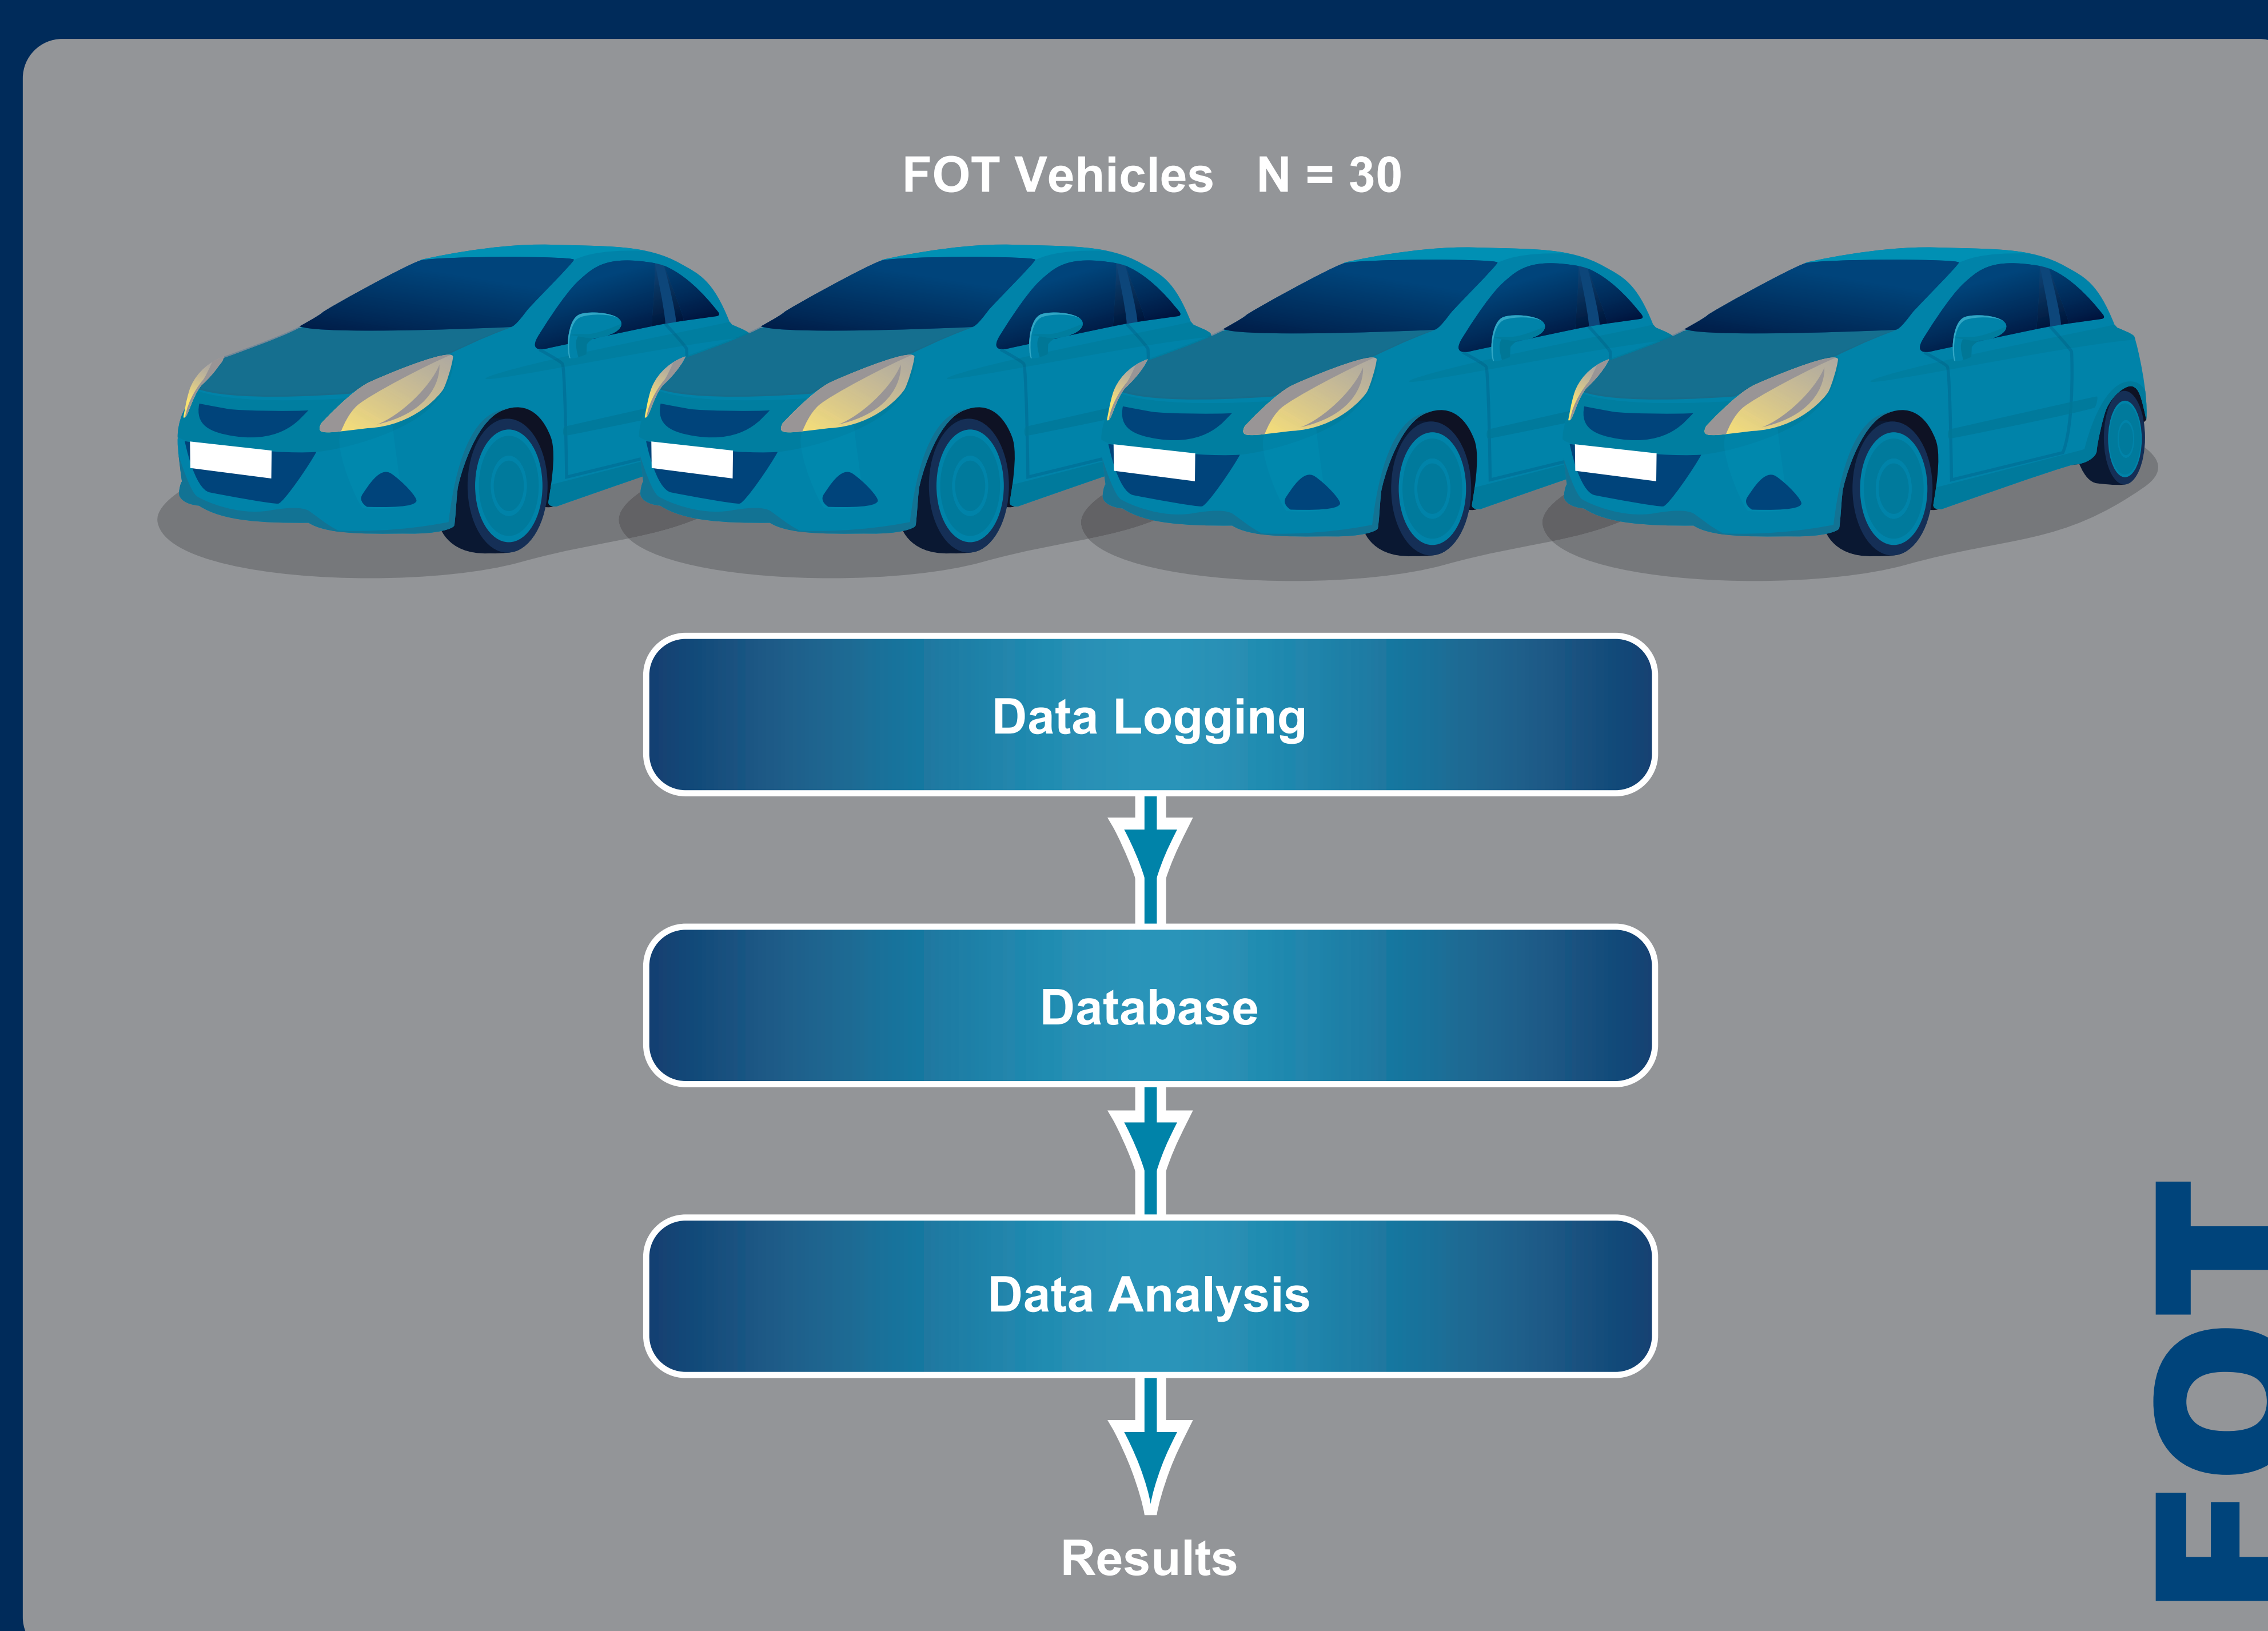 FOT Vehicles N = 30
Data Logging
Database
Data Analysis
Results
FOT